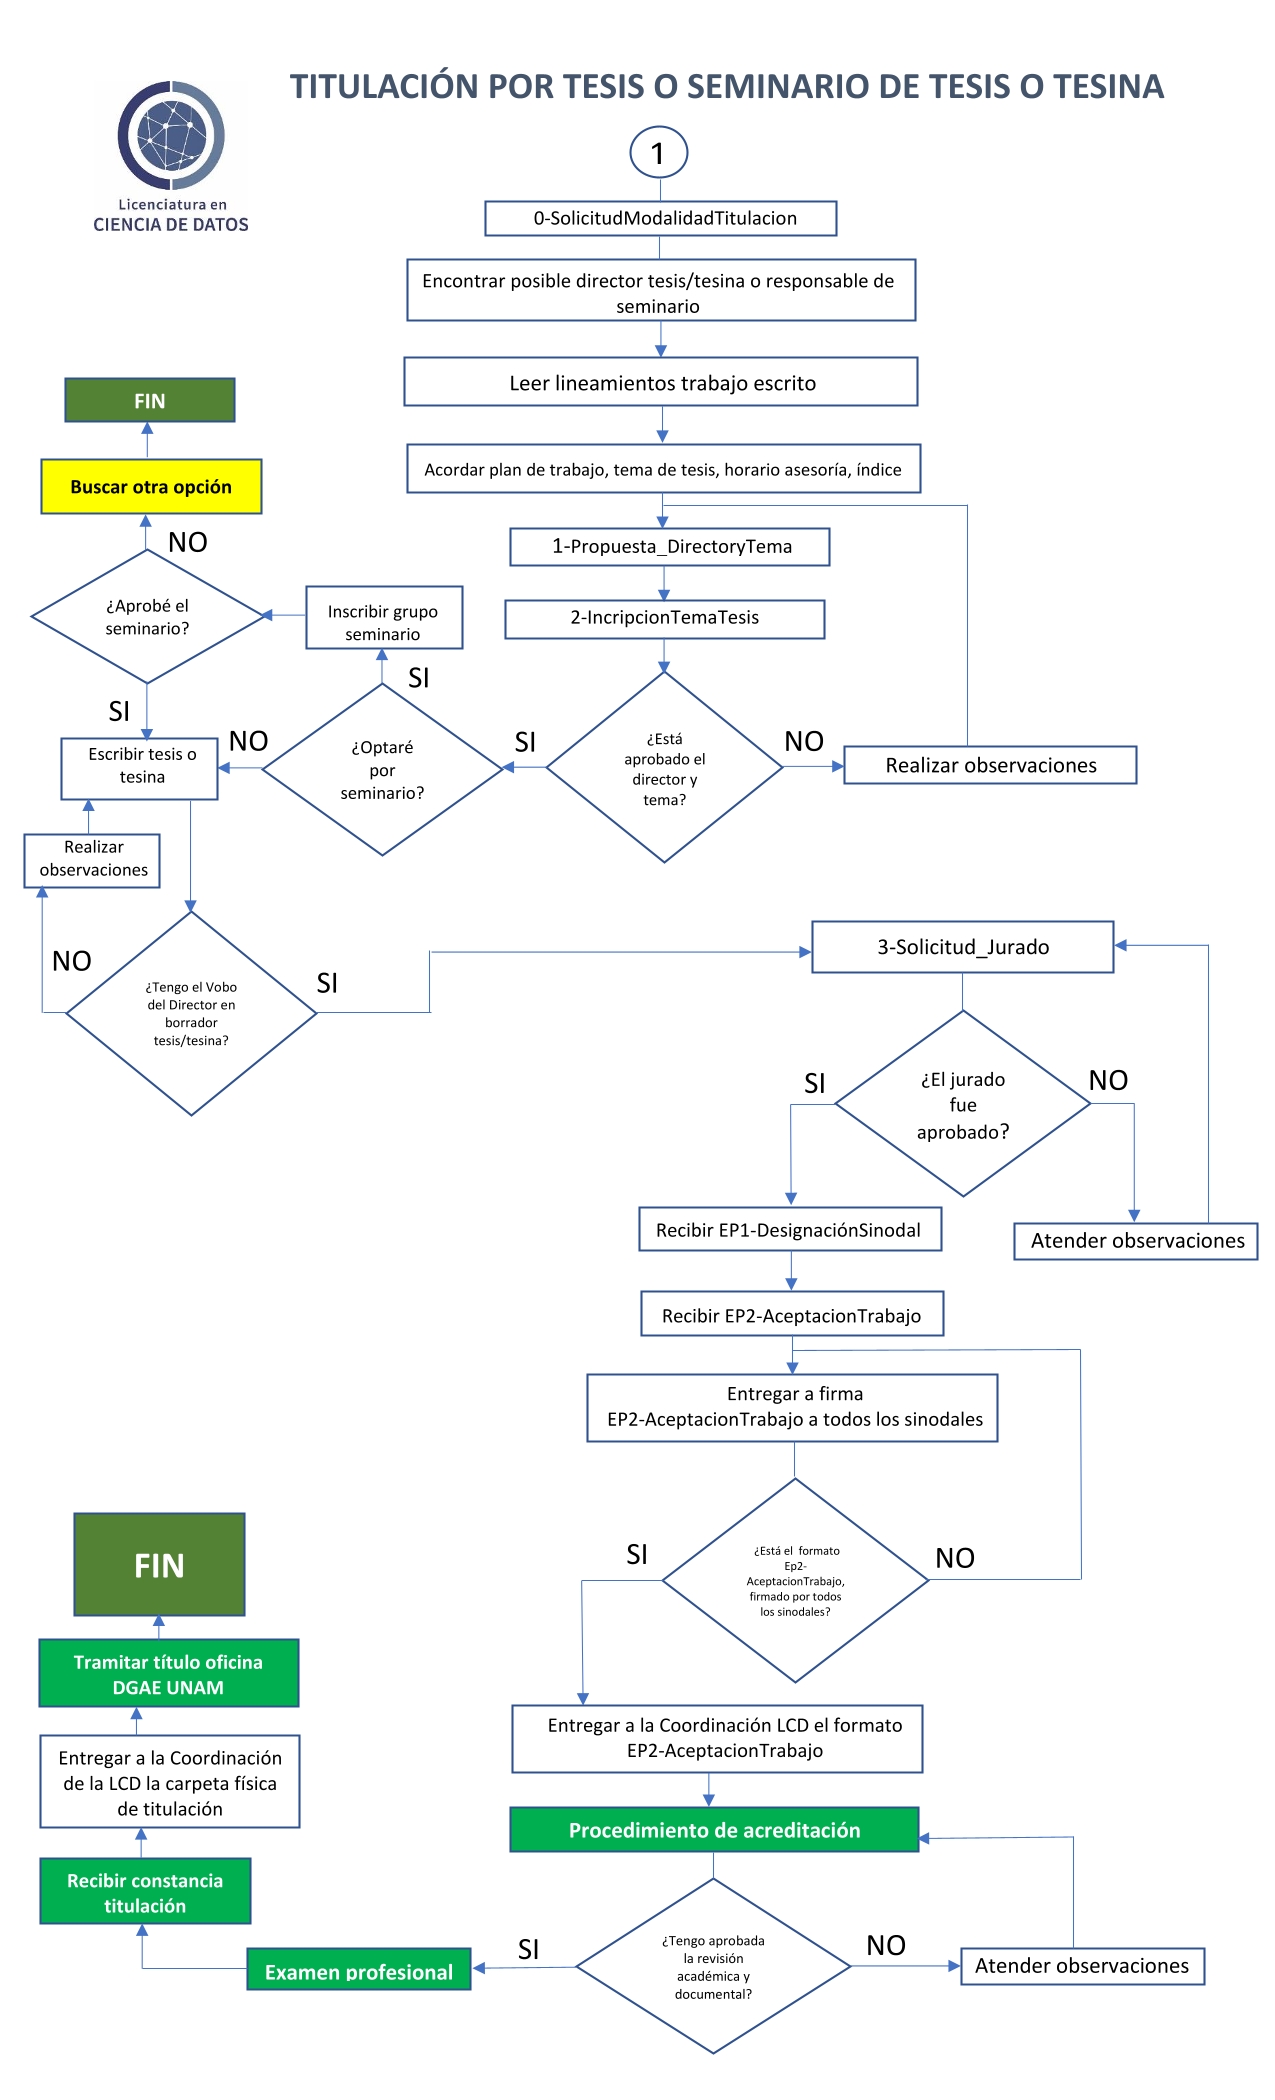 TITULACIÓN POR TESIS O SEMINARIO DE TESIS O TESINA
Licenciatura en
CIENCIA DE DATOS
1
0-SolicitudModalidadTitulacion
Encontrar posible director tesis/tesina o responsable de
seminario
Leer lineamientos trabajo escrito
Acordar plan de trabajo, tema de tesis, horario asesoría, índice
1-Propuesta_DirectoryTema
2-IncripcionTemaTesis
¿Está
aprobado el
director y
tema?
NO
Realizar observaciones
SI
¿Optaré
por
seminario?
SI
Inscribir grupo
seminario
¿Aprobé el
seminario?
NO
Buscar otra opción
FIN
SI
NO
Escribir tesis o
tesina
Realizar
observaciones
NO
¿Tengo el Vobo
del Director en
borrador
tesis/tesina?
SI
3-Solicitud_Jurado
¿El jurado
fue
aprobado?
NO
Atender observaciones
SI
Recibir EP1-DesignaciónSinodal
Recibir EP2-AceptacionTrabajo
Entregar a firma
EP2-AceptacionTrabajo a todos los sinodales
¿Está el formato
Ep2-
AceptacionTrabajo,
firmado por todos
los sinodales?
NO
SI
Entregar a la Coordinación LCD el formato
EP2-AceptacionTrabajo
Procedimiento de acreditación
¿Tengo aprobada
la revisión
académica y
documental?
NO
Atender observaciones
SI
Examen profesional
Recibir constancia
titulación
Entregar a la Coordinación
de la LCD la carpeta física
de titulación
Tramitar título oficina
DGAE UNAM
FIN